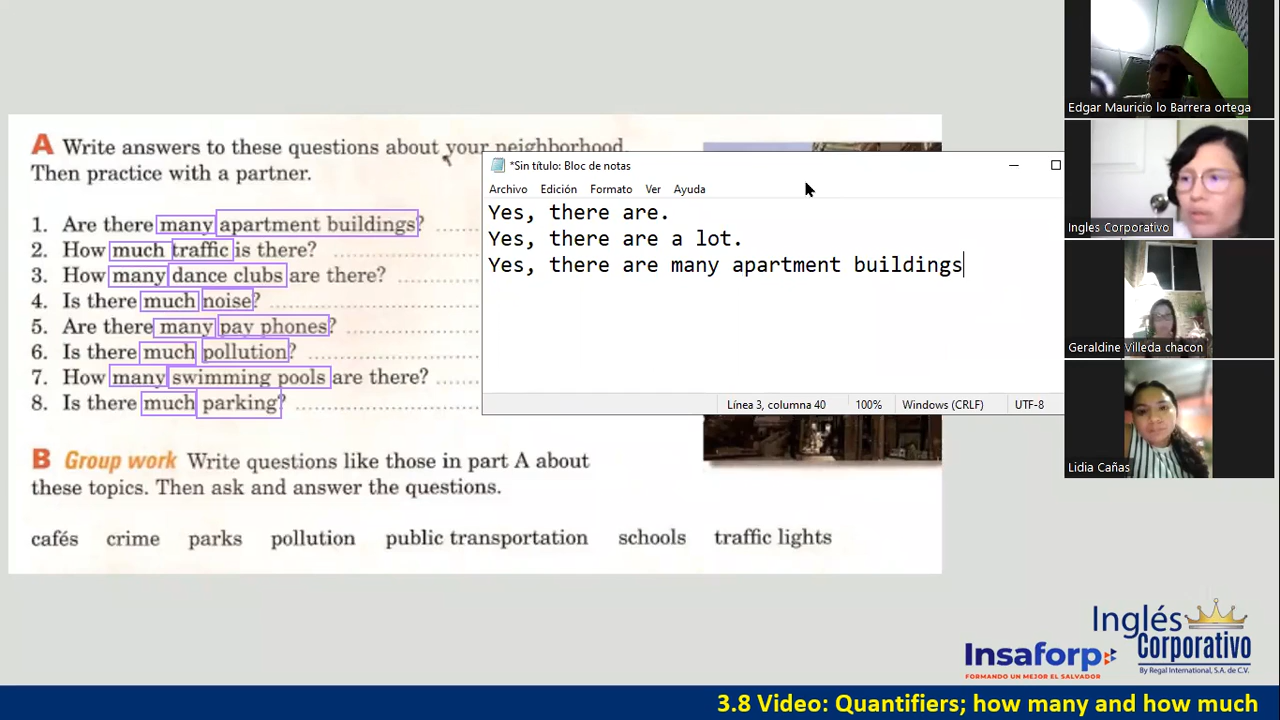 A Write answers to these questions about your neighborhood.
Then practice with a partner.
1. Are there many apartment buildings? ........
2. How much traffic is there? ........................
3. How many dance clubs are there? ................
4. Is there much noise? ................................
5. Are there many pay phones? ......................
6. Is there much pollution? ...........................
7. How many swimming pools are there? ........
8. Is there much parking? .............................
B Group work Write questions like those in part A about
these topics. Then ask and answer the questions.
cafés crime parks pollution public transportation schools traffic lights
*Sin título: Bloc de notas
Archivo Edición Formato Ver Ayuda
Yes, there are.
Yes, there are a lot.
Yes, there are many apartment buildings
Línea 3, columna 40 100% Windows (CRLF) UTF-8
Edgar Mauricio lo Barrera ortega
Ingles Corporativo
Geraldine Villeda chacon
Lidia Cañas
Inglés
Corporativo
By Regal International, S.A. de C.V.
Insaforp
FORMANDO UN MEJOR EL SALVADOR
3.8 Video: Quantifiers; how many and how much